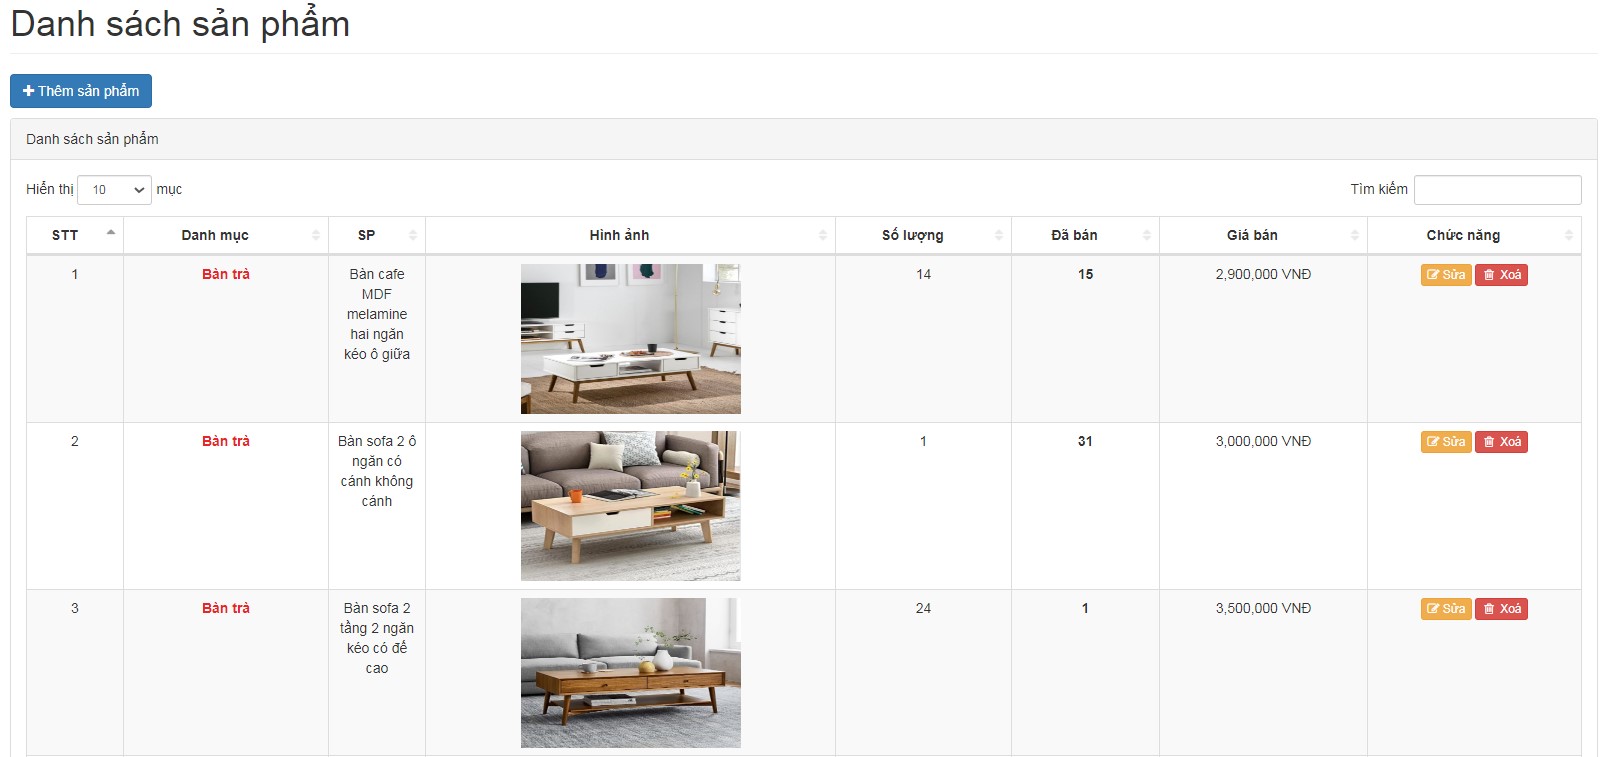 Danh sách sản phẩm
Thêm sản phẩm
Danh sách sản phẩm
Hiển thị 10 mục
Tìm kiếm
STT Danh mục SP Hình ảnh Số lượng Đã bán Giá bán Chức năng
1 Bàn trà Bàn cafe 14 15 2,900,000 VNĐ Sửa Xoá
MDF
melamine
hai ngăn
kéo ô giữa
2 Bàn trà Bàn sofa 2 ô 1 31 3,000,000 VNĐ Sửa Xoá
ngăn có
cánh không
cánh
3 Bàn trà Bàn sofa 2 24 1 3,500,000 VNĐ Sửa Xoá
tầng 2 ngăn
kéo có đế
cao